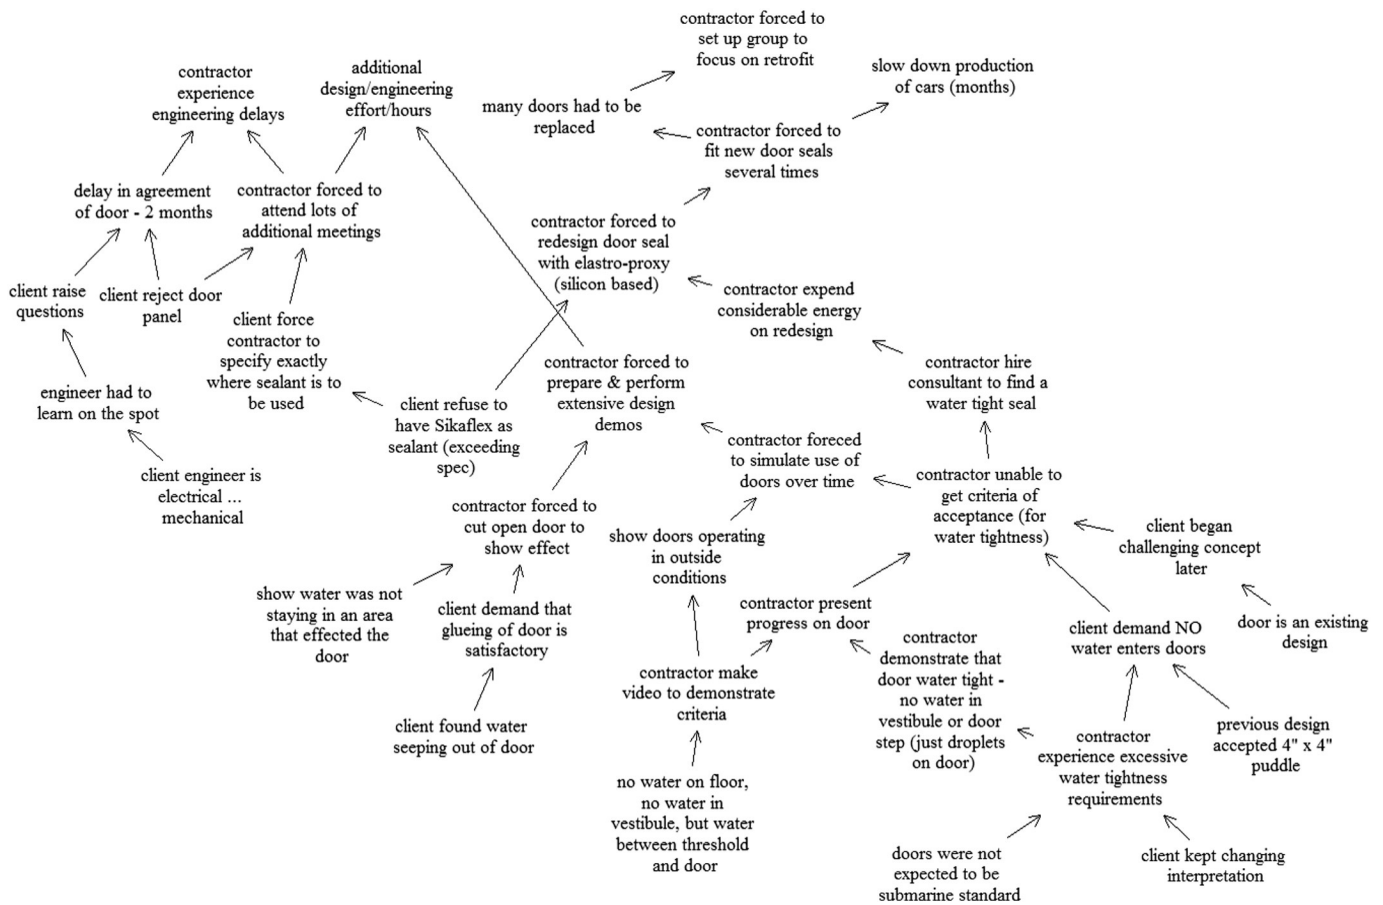 contractor forced to
set up group to
focus on retrofit
slow down production
of cars (months)
contractor
experience
engineering delays
additional
design/engineering
effort/hours
many doors had to be
replaced
contractor forced to
fit new door seals
several times
delay in agreement
of door - 2 months
contractor forced to
attend lots of
additional meetings
contractor forced to
redesign door seal
with elastro-proxy
(silicon based)
client raise
questions
client reject door
panel
contractor expend
considerable energy
on redesign
client force
contractor to
specify exactly
where sealant is to
be used
contractor forced to
prepare & perform
extensive design
demos
contractor hire
consultant to find a
water tight seal
engineer had to
learn on the spot
client refuse to
have Sikaflex as
sealant (exceeding
spec)
contractor foreced
to simulate use of
doors over time
client engineer is
electrical ...
mechanical
contractor unable to
get criteria of
acceptance (for
water tightness)
contractor forced to
cut open door to
show effect
client began
challenging concept
later
show doors operating
in outside
conditions
show water was not
staying in an area
that effected the
door
client demand that
glueing of door is
satisfactory
contractor present
progress on door
door is an existing
design
client demand NO
water enters doors
contractor
demonstrate that
door water tight -
no water in
vestibule or door
step (just droplets
on door)
contractor make
video to demonstrate
criteria
client found water
seeping out of door
previous design
accepted 4" x 4"
puddle
contractor
experience excessive
water tightness
requirements
no water on floor,
no water in
vestibule, but water
between threshold
and door
doors were not
expected to be
submarine standard
client kept changing
interpretation